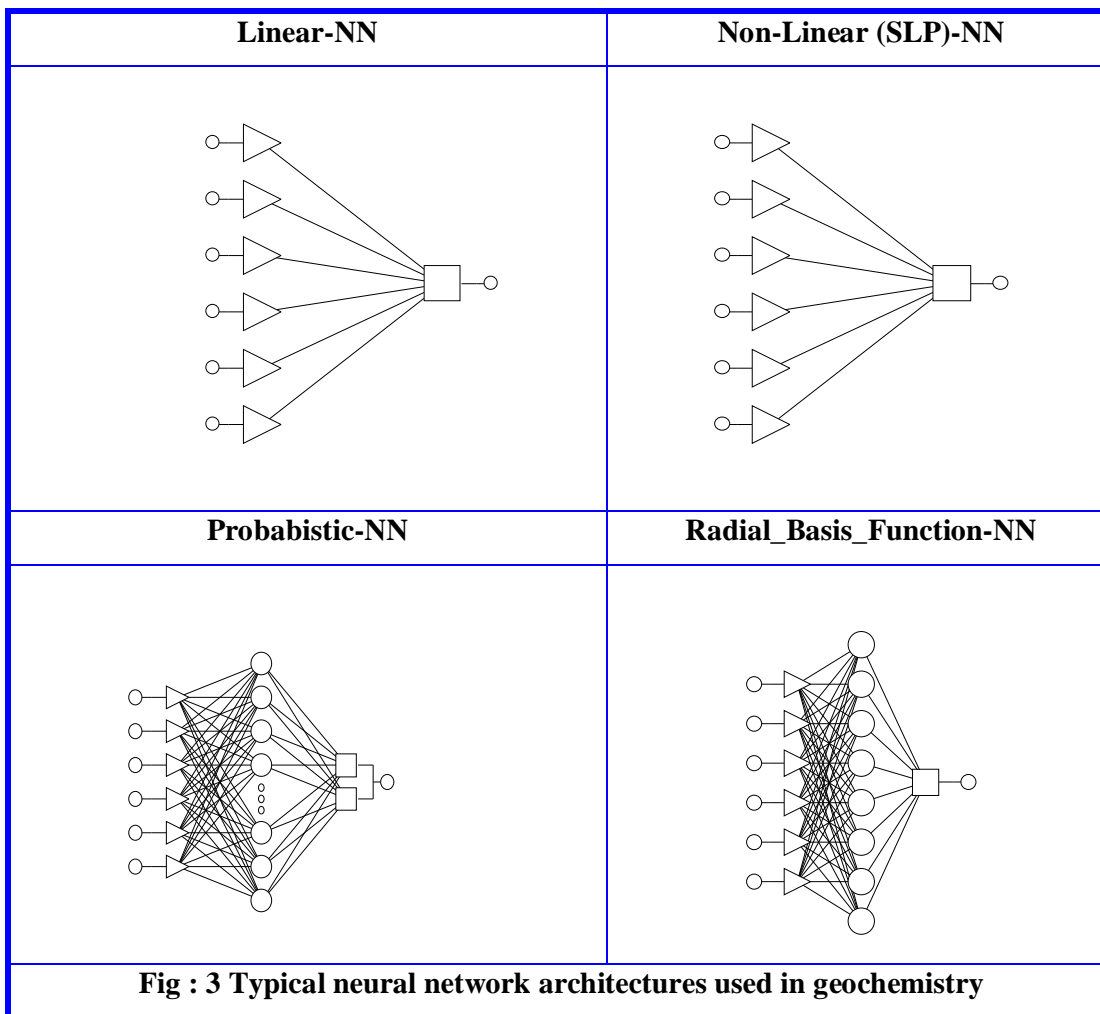 Linear-NN
Non-Linear (SLP)-NN
Probabistic-NN
Radial_Basis_Function-NN
Fig : 3 Typical neural network architectures used in geochemistry